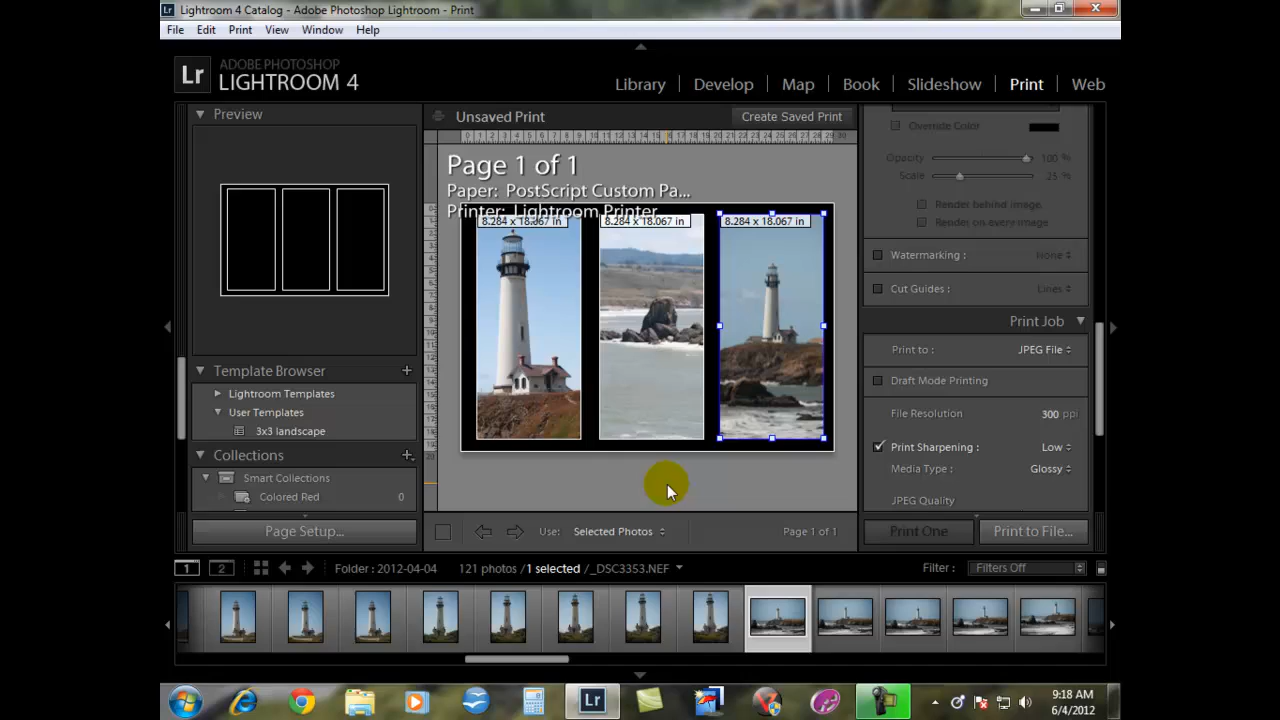 Lightroom 4 Catalog - Adobe Photoshop Lightroom - Print
File Edit Print View Window Help
Lr ADOBE PHOTOSHOP
LIGHTROOM 4
Library Develop Map Book Slideshow Print Web
Preview
Unsaved Print
Create Saved Print
Page 1 of 1
Paper: PostScript Custom Pa...
Printer: Lightroom Printer
8.284 x 18.067 in
8.284 x 18.067 in
8.284 x 18.067 in
Template Browser
Lightroom Templates
User Templates
3x3 landscape
Collections
Smart Collections
Colored Red 0
Page Setup...
Use: Selected Photos
Page 1 of 1
Override Color
Opacity 100 %
Scale 25 %
Render behind image
Render on every image
Watermarking : None
Cut Guides : Lines
Print Job
Print to : JPEG File
Draft Mode Printing
File Resolution 300 ppi
Print Sharpening : Low
Media Type : Glossy
JPEG Quality
Print One
Print to File...
1 2 Folder : 2012-04-04 121 photos / 1 selected / _DSC3353.NEF
Filter : Filters Off
Lr
9:18 AM
6/4/2012